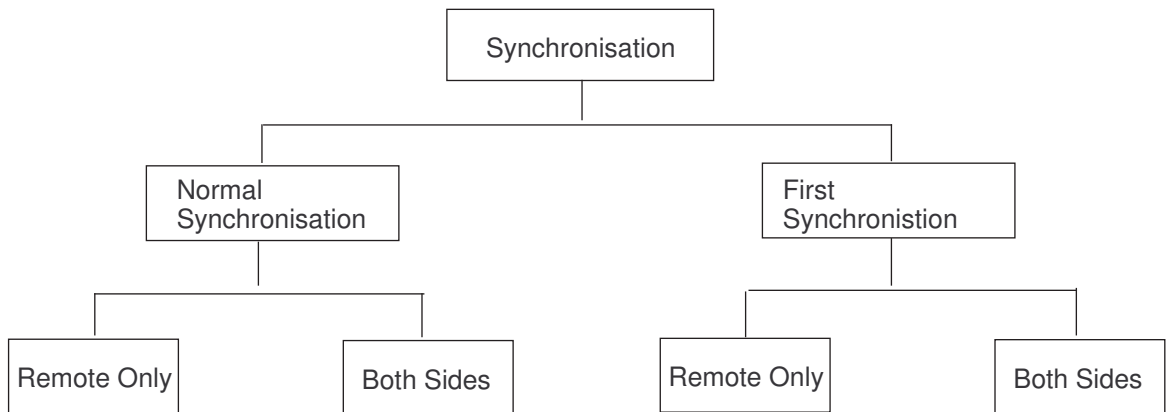 Synchronisation
Normal
Synchronisation
First
Synchronistion
Remote Only
Both Sides
Remote Only
Both Sides